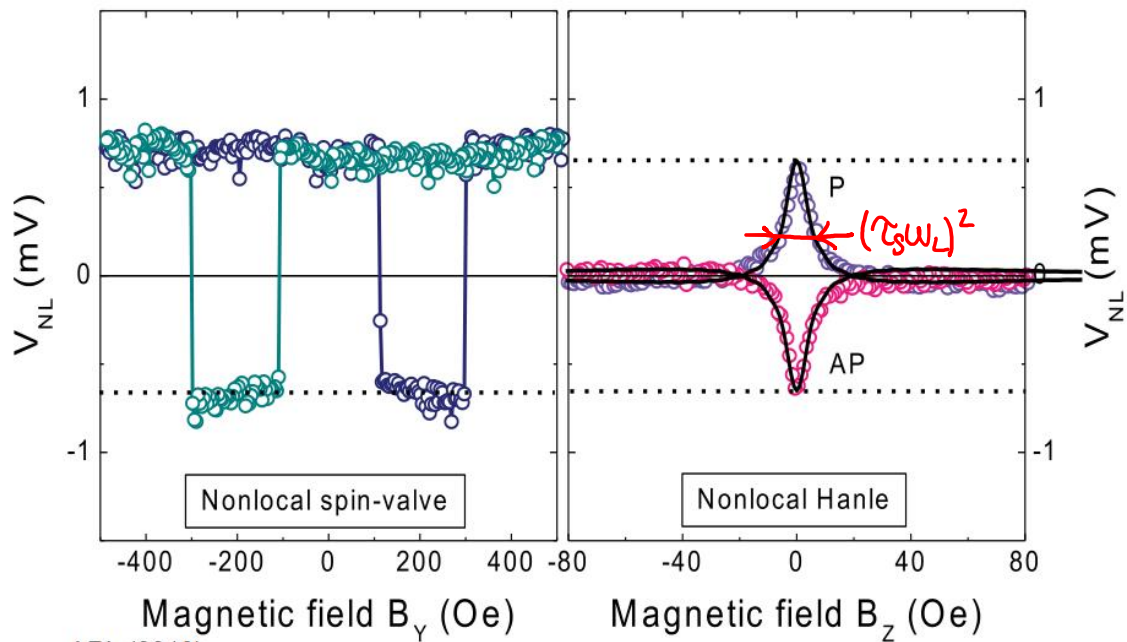 V_NL (mV)
1
0
-1
Nonlocal spin-valve
-400 -200 0 200 400
Magnetic field B_Y (Oe)
P
(τ_s ω_L)^2
AP
Nonlocal Hanle
-80 -40 0 40 80
Magnetic field B_Z (Oe)
1
0
-1
V_NL (mV)